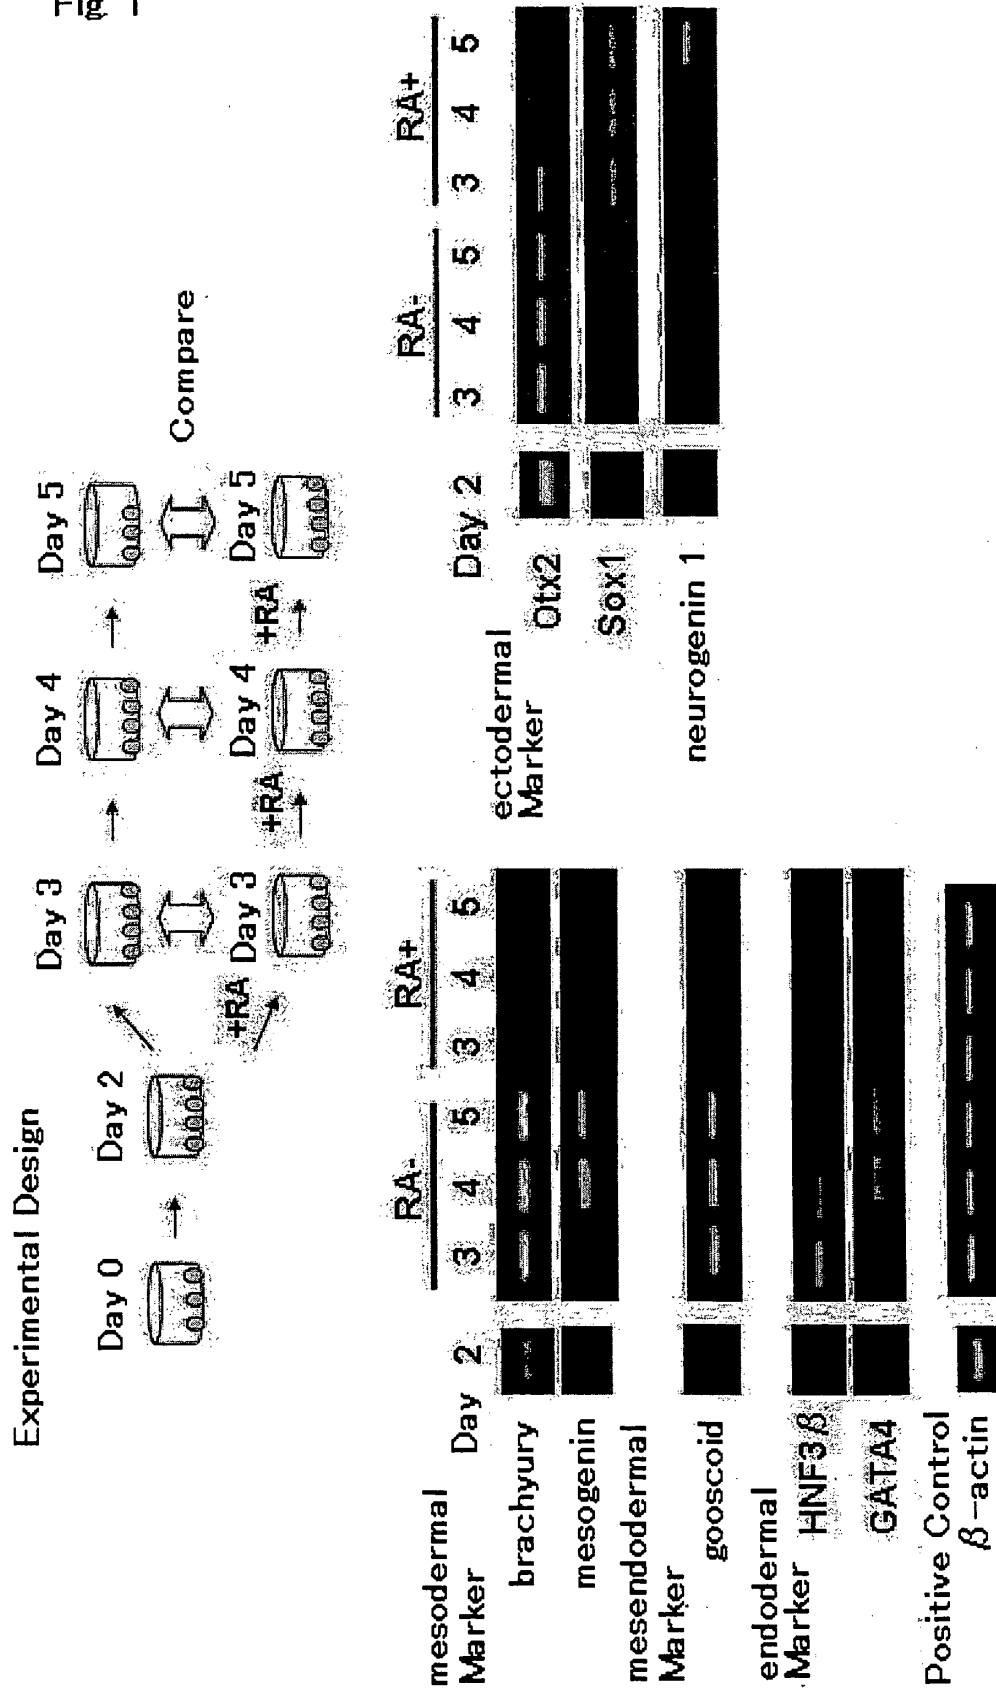 Fig. 1
Experimental Design
Day 0
Day 2
Day 3
Day 4
Day 5
+RA
Day 3
+RA
Day 4
+RA
Day 5
Compare
mesodermal
Marker
RA-
RA+
Day 2
3
4
5
3
4
5
brachyury
mesogenin
mesendodermal
Marker
gooscoid
endodermal
Marker
HNF3β
GATA4
Positive Control
β-actin
ectodermal
Marker
RA-
RA+
Day 2
3
4
5
3
4
5
Otx2
Sox1
neurogenin 1